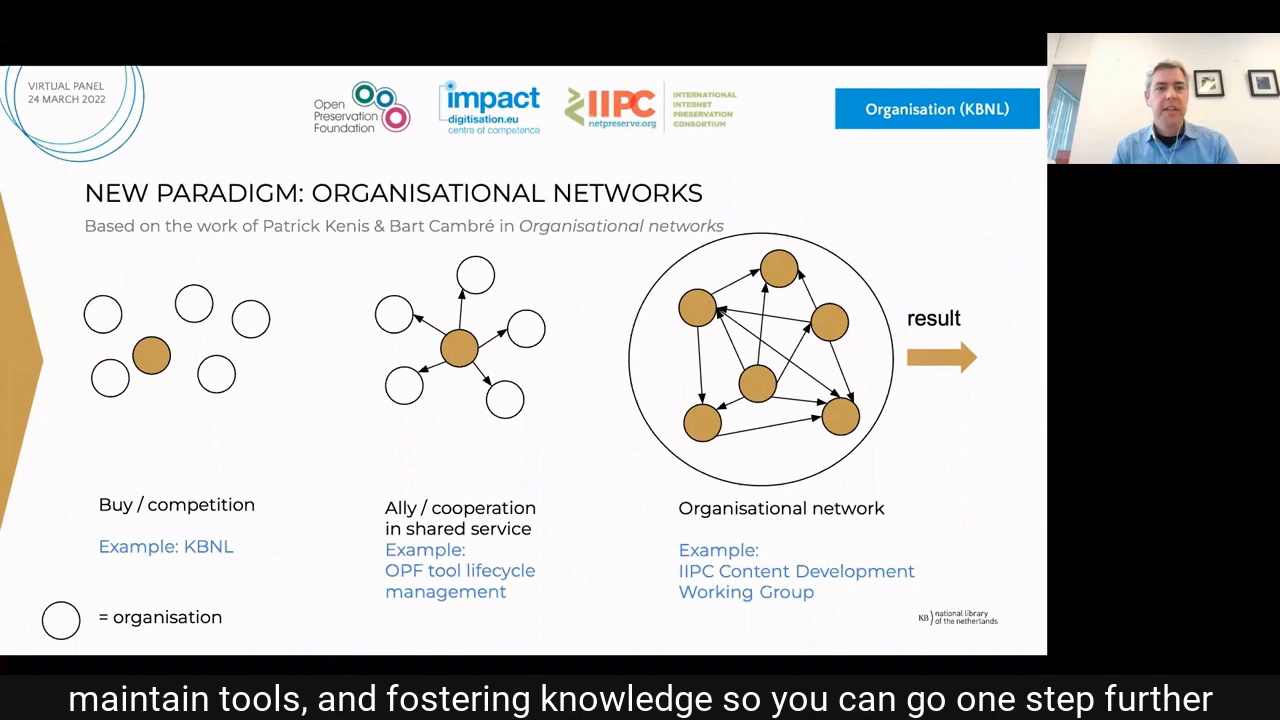 VIRTUAL PANEL
24 MARCH 2022
Open
Preservation
Foundation
impact
digitisation.eu
centre of competence
IIPC
netpreserve.org
INTERNATIONAL
INTERNET
PRESERVATION
CONSORTIUM
Organisation (KBNL)
NEW PARADIGM: ORGANISATIONAL NETWORKS
Based on the work of Patrick Kenis & Bart Cambré in Organisational networks
result
Buy / competition
Example: KBNL
Ally / cooperation
in shared service
Example:
OPF tool lifecycle
management
Organisational network
Example:
IIPC Content Development
Working Group
= organisation
KB national library
of the netherlands
maintain tools, and fostering knowledge so you can go one step further